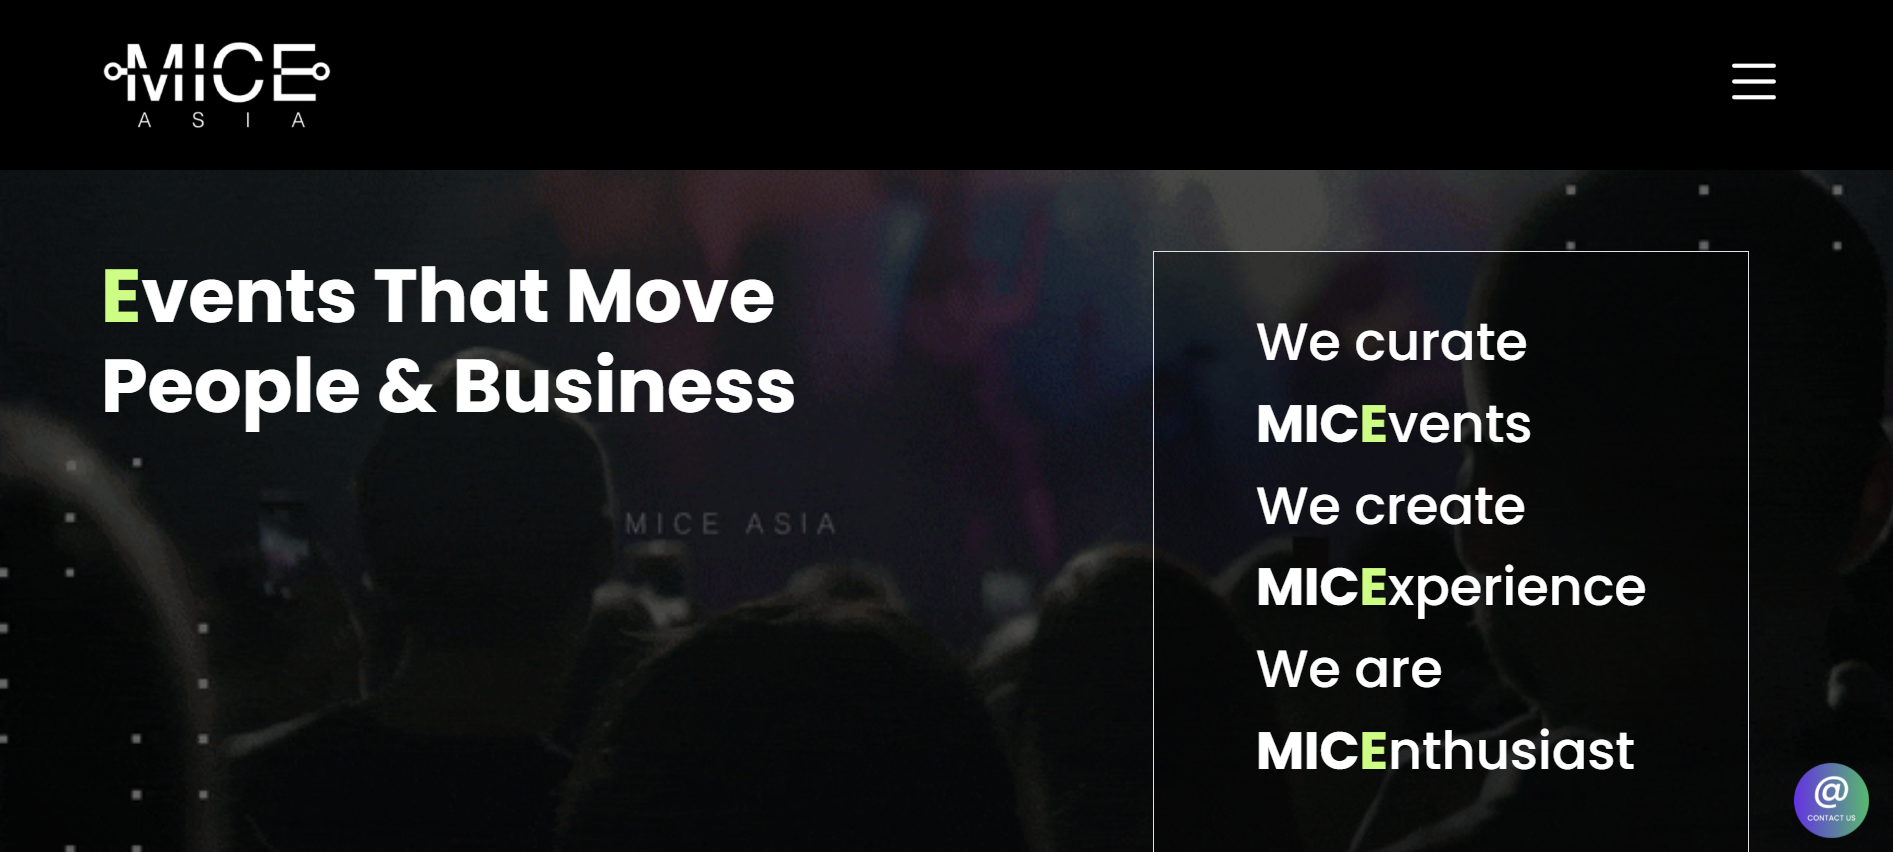 MICE
ASIA
Events That Move
People & Business
MICE ASIA
We curate
MICEvents
We create
MICExperience
We are
MICEnthusiast
@
CONTACT US